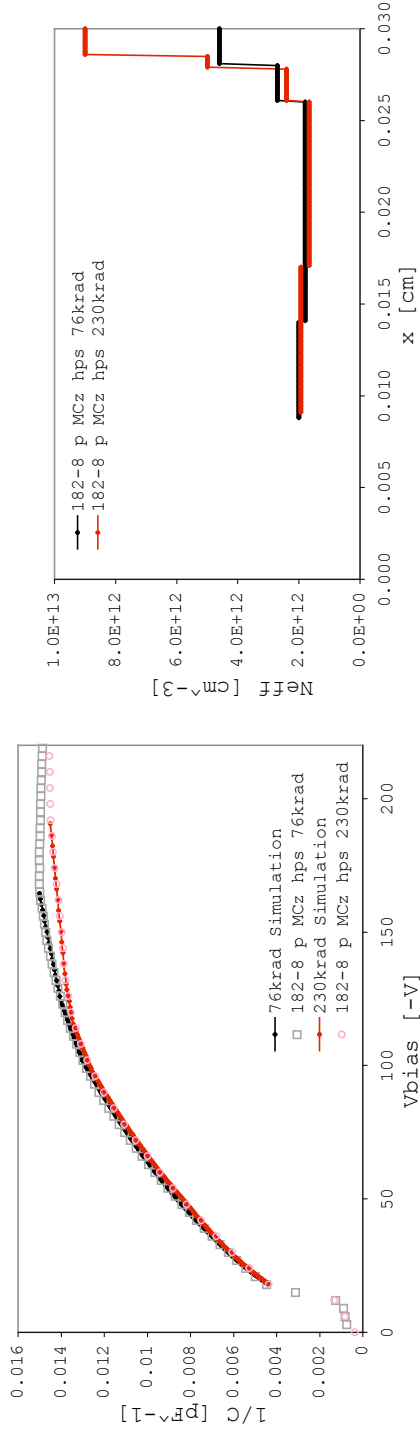 0.016
0.014
0.012
0.01
0.008
0.006
0.004
0.002
0
1/C [pF^-1]
76krad Simulation
182-8 p MCz hps 76krad
230krad Simulation
182-8 p MCz hps 230krad
0 50 100 150 200
Vbias [-V]
1.0E+13
8.0E+12
6.0E+12
4.0E+12
2.0E+12
0.0E+00
Neff [cm^-3]
182-8 p MCz hps 76krad
182-8 p MCz hps 230krad
0.000 0.005 0.010 0.015 0.020 0.025 0.030
x [cm]